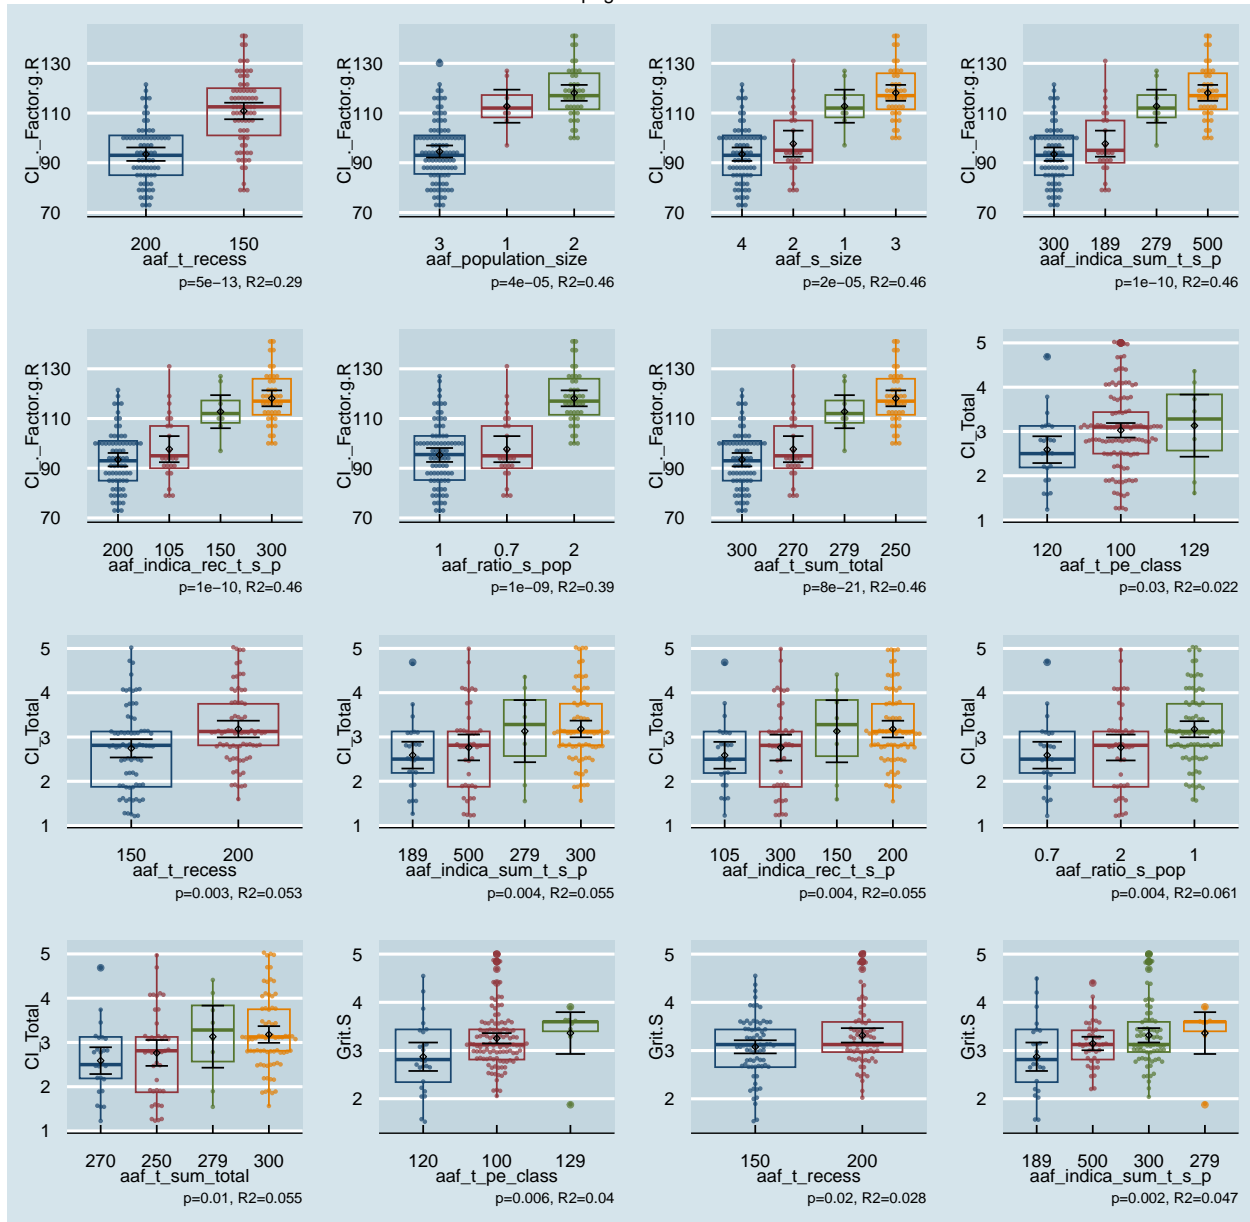 130
110
90
70
CI_._Factor.g.R
200 150
aaf_t_recess
p=5e−13, R2=0.29
130
110
90
70
CI_._Factor.g.R
3 1 2
aaf_population_size
p=4e−05, R2=0.46
130
110
90
70
CI_._Factor.g.R
4 2 1 3
aaf_s_size
p=2e−05, R2=0.46
130
110
90
70
CI_._Factor.g.R
300 189 279 500
aaf_indica_sum_t_s_p
p=1e−10, R2=0.46
130
110
90
70
CI_._Factor.g.R
200 105 150 300
aaf_indica_rec_t_s_p
p=1e−10, R2=0.46
130
110
90
70
CI_._Factor.g.R
1 0.7 2
aaf_ratio_s_pop
p=1e−09, R2=0.39
130
110
90
70
CI_._Factor.g.R
300 270 279 250
aaf_t_sum_total
p=8e−21, R2=0.46
5
4
3
2
1
CI_Total
120 100 129
aaf_t_pe_class
p=0.03, R2=0.022
5
4
3
2
1
CI_Total
150 200
aaf_t_recess
p=0.003, R2=0.053
5
4
3
2
1
CI_Total
189 500 279 300
aaf_indica_sum_t_s_p
p=0.004, R2=0.055
5
4
3
2
1
CI_Total
105 300 150 200
aaf_indica_rec_t_s_p
p=0.004, R2=0.055
5
4
3
2
1
CI_Total
0.7 2 1
aaf_ratio_s_pop
p=0.004, R2=0.061
5
4
3
2
1
CI_Total
270 250 279 300
aaf_t_sum_total
p=0.01, R2=0.055
5
4
3
2
Grit.S
120 100 129
aaf_t_pe_class
p=0.006, R2=0.04
5
4
3
2
Grit.S
150 200
aaf_t_recess
p=0.02, R2=0.028
5
4
3
2
Grit.S
189 500 300 279
aaf_indica_sum_t_s_p
p=0.002, R2=0.047